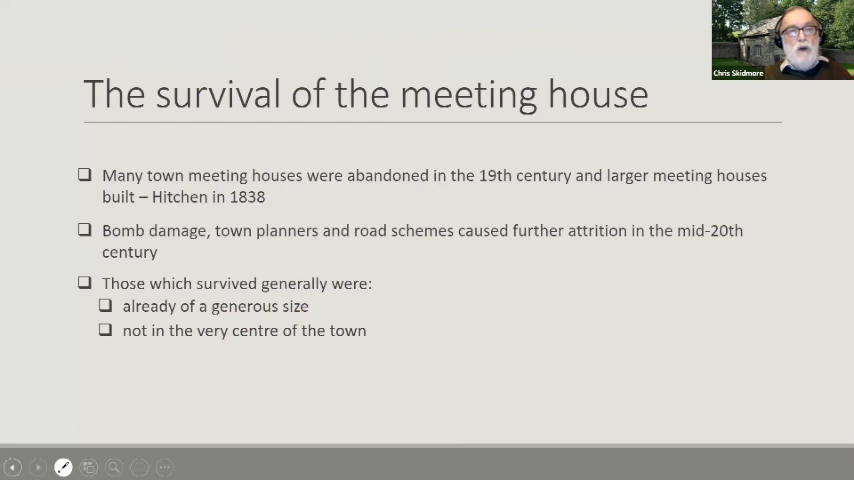 Chris Skidmore
The survival of the meeting house
Many town meeting houses were abandoned in the 19th century and larger meeting houses
built – Hitchen in 1838
Bomb damage, town planners and road schemes caused further attrition in the mid-20th
century
Those which survived generally were:
already of a generous size
not in the very centre of the town